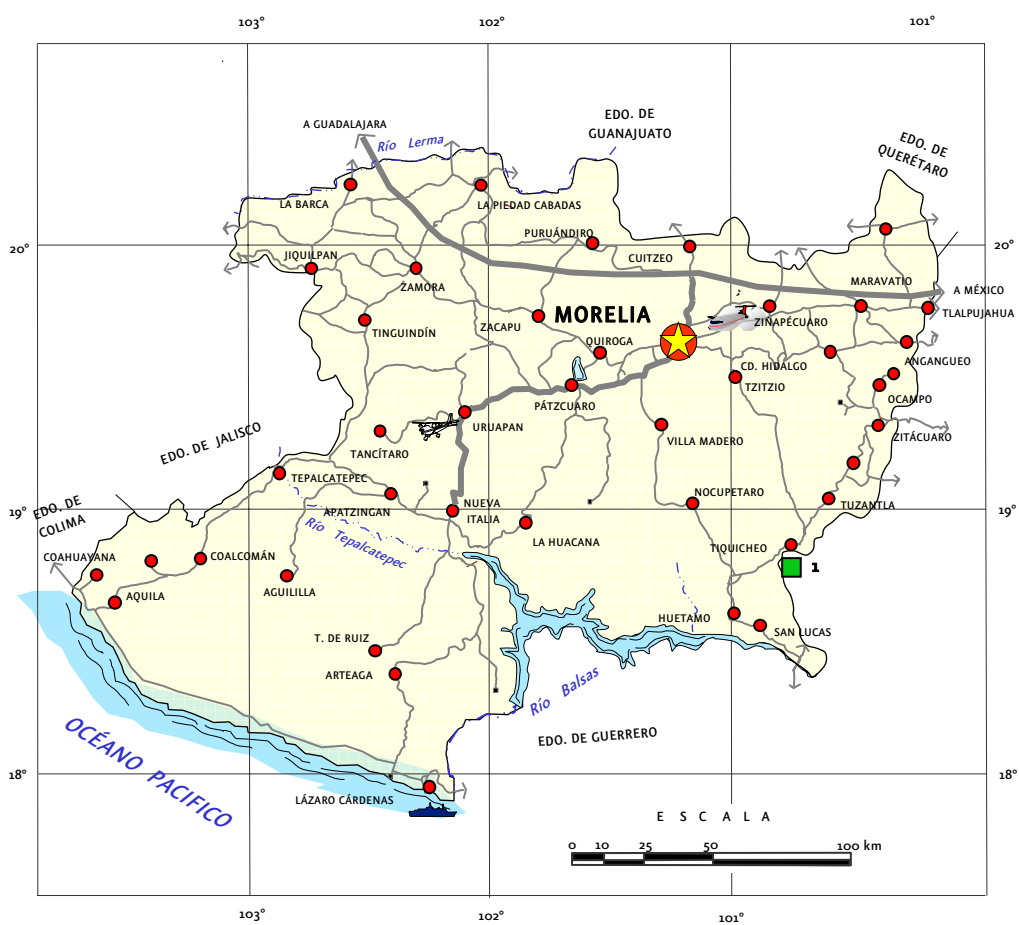 103°
102°
101°
A GUADALAJARA
Río Lerma
EDO. DE
GUANAJUATO
EDO. DE
QUERÉTARO
LA BARCA
LA PIEDAD CABADAS
PURUÁNDIRO
20°
20°
JIQUILPAN
CUITZEO
ZAMORA
MARAVATIO
A MÉXICO
TLALPUJAHUA
ZACAPU
MORELIA
ZINAPÉCUARO
TINGUINDÍN
QUIROGA
ANGANGUEO
CD. HIDALGO
TZITZIO
PÁTZCUARO
OCAMPO
URUAPAN
VILLA MADERO
ZITÁCUARO
EDO. DE JALISCO
TANCÍTARO
TEPALCATEPEC
NOCUPETARO
EDO. DE
COLIMA
APATZINGAN
NUEVA
ITALIA
TUZANTLA
19°
19°
Río Tepalcatepec
LA HUACANA
TIQUICHEO
COAHUAYANA
COALCOMÁN
1
AGUILILLA
AQUILA
HUETAMO
SAN LUCAS
T. DE RUIZ
ARTEAGA
Río Balsas
OCÉANO PACIFICO
EDO. DE GUERRERO
18°
18°
LÁZARO CÁRDENAS
ESCALA
0 10 25 50 100 km
103°
102°
101°